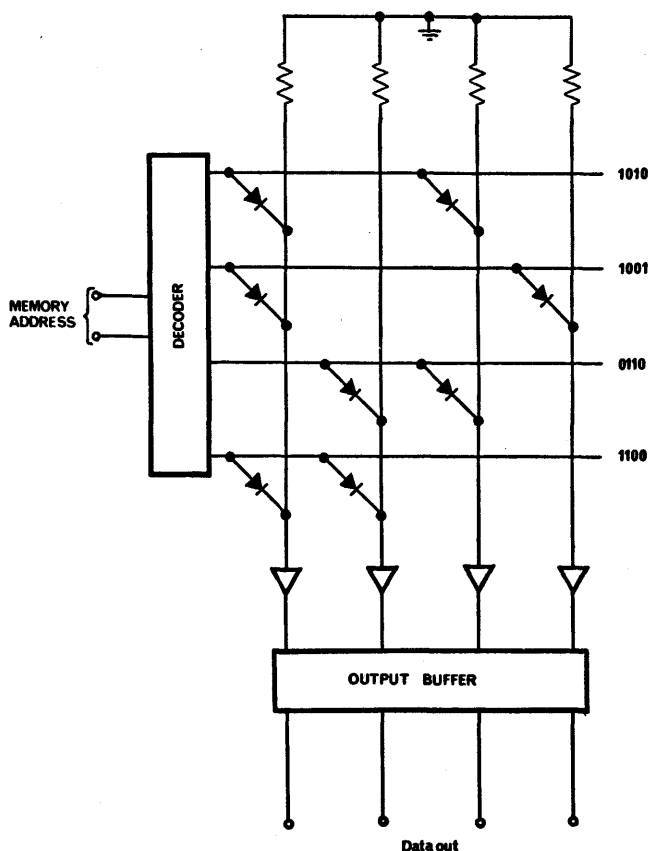 1010
1001
MEMORY
ADDRESS
DECODER
0110
1100
OUTPUT BUFFER
Data out